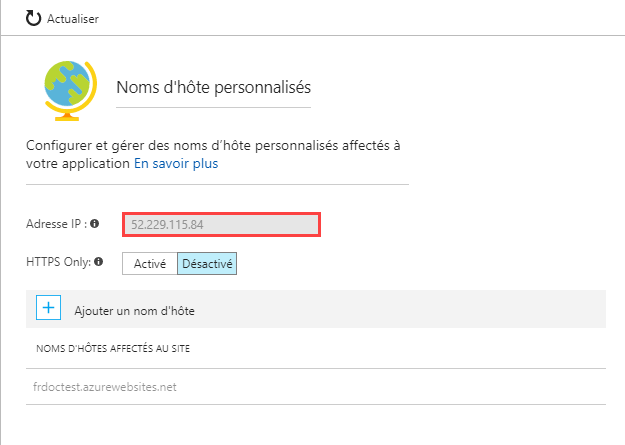 Actualiser
Noms d'hôte personnalisés
Configurer et gérer des noms d’hôte personnalisés affectés à
votre application En savoir plus
Adresse IP :
52.229.115.84
HTTPS Only:
Activé
Désactivé
Ajouter un nom d'hôte
NOMS D'HÔTES AFFECTÉS AU SITE
frdoctest.azurewebsites.net